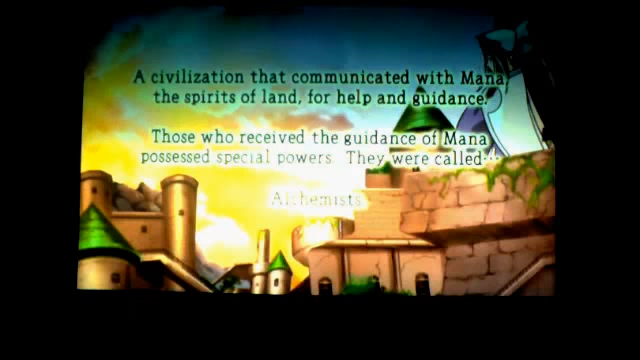 A civilization that communicated with Mana,
the spirits of land, for help and guidance.
Those who received the guidance of Mana
possessed special powers. They were called...
Alchemists